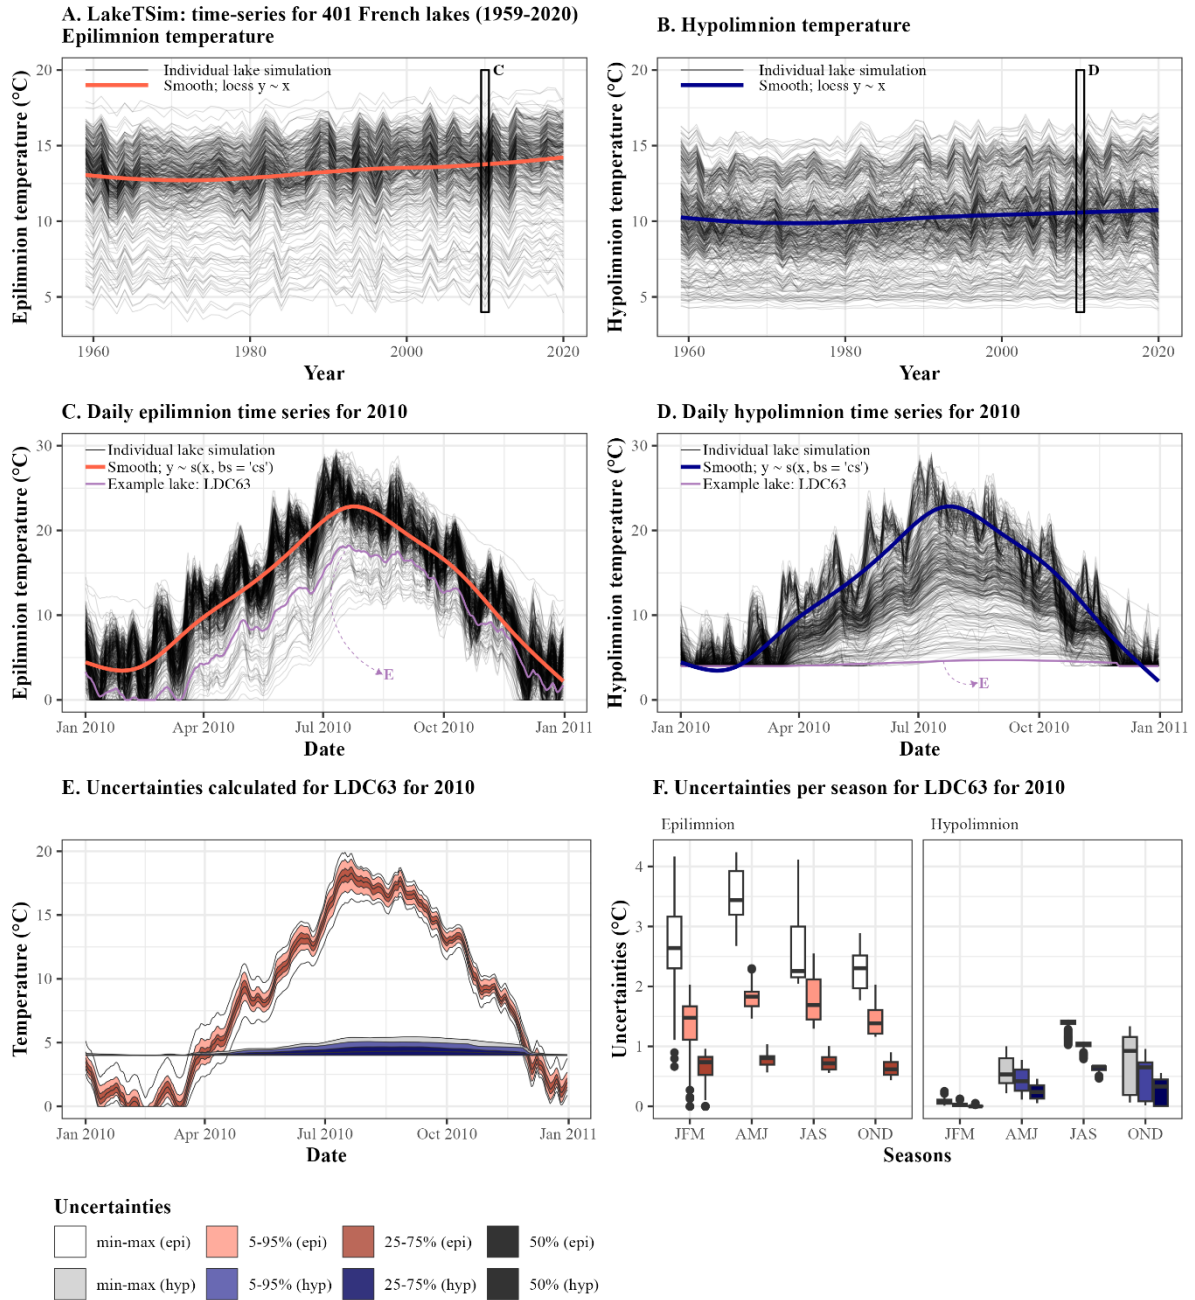 A. LakeTSim: time-series for 401 French lakes (1959-2020)
Epilimnion temperature
B. Hypolimnion temperature
Individual lake simulation
Smooth; loess y ~ x
C
20
15
10
5
Epilimnion temperature (°C)
1960
1980
2000
2020
Year
Individual lake simulation
Smooth; loess y ~ x
D
20
15
10
5
Hypolimnion temperature (°C)
1960
1980
2000
2020
Year
C. Daily epilimnion time series for 2010
Individual lake simulation
Smooth; y ~ s(x, bs = 'cs')
Example lake: LDC63
E
30
20
10
0
Epilimnion temperature (°C)
Jan 2010
Apr 2010
Jul 2010
Oct 2010
Jan 2011
Date
D. Daily hypolimnion time series for 2010
Individual lake simulation
Smooth; y ~ s(x, bs = 'cs')
Example lake: LDC63
E
30
20
10
0
Hypolimnion temperature (°C)
Jan 2010
Apr 2010
Jul 2010
Oct 2010
Jan 2011
Date
E. Uncertainties calculated for LDC63 for 2010
20
15
10
5
0
Temperature (°C)
Jan 2010
Apr 2010
Jul 2010
Oct 2010
Jan 2011
Date
F. Uncertainties per season for LDC63 for 2010
Epilimnion
Hypolimnion
4
3
2
1
0
Uncertainties (°C)
JFM
AMJ
JAS
OND
JFM
AMJ
JAS
OND
Seasons
Uncertainties
min-max (epi)
5-95% (epi)
25-75% (epi)
50% (epi)
min-max (hyp)
5-95% (hyp)
25-75% (hyp)
50% (hyp)